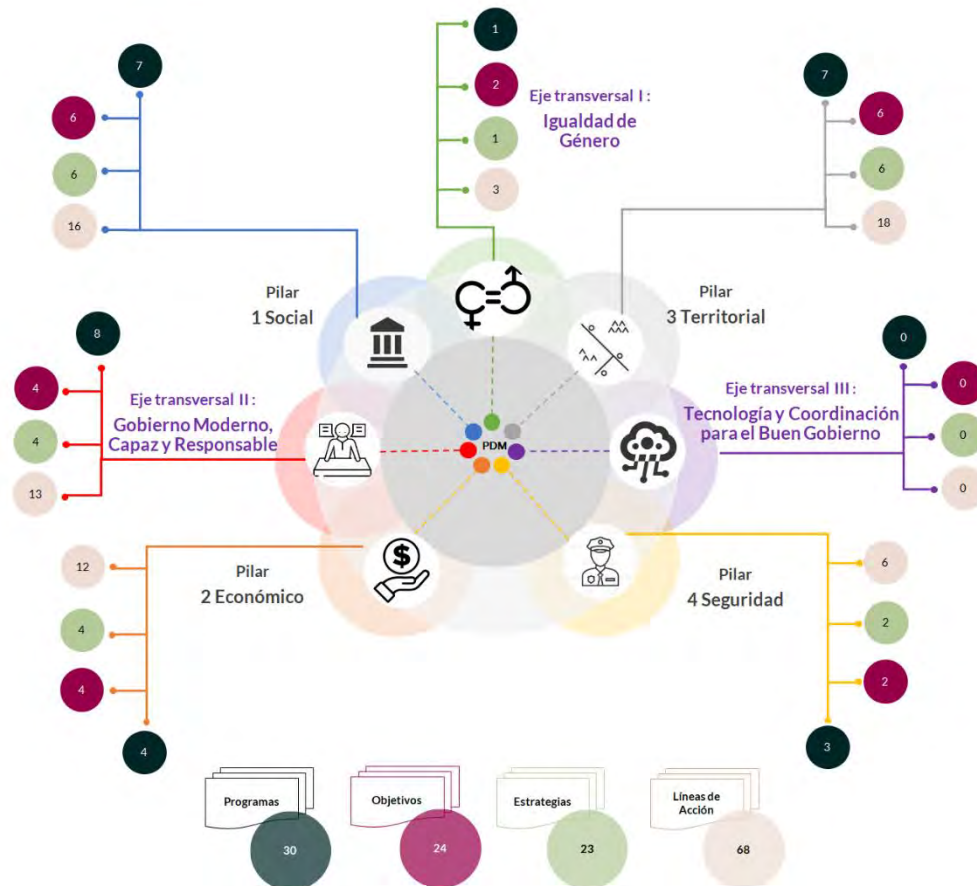 1
2
Eje transversal I :
Igualdad de
Género
1
3
7
6
6
16
7
6
6
18
Pilar
1 Social
Pilar
3 Territorial
8
4
4
13
Eje transversal II :
Gobierno Moderno,
Capaz y Responsable
0
0
0
0
Eje transversal III :
Tecnología y Coordinación
para el Buen Gobierno
PDM
12
4
4
4
Pilar
2 Económico
Pilar
4 Seguridad
6
2
2
3
Programas
30
Objetivos
24
Estrategias
23
Líneas de
Acción
68